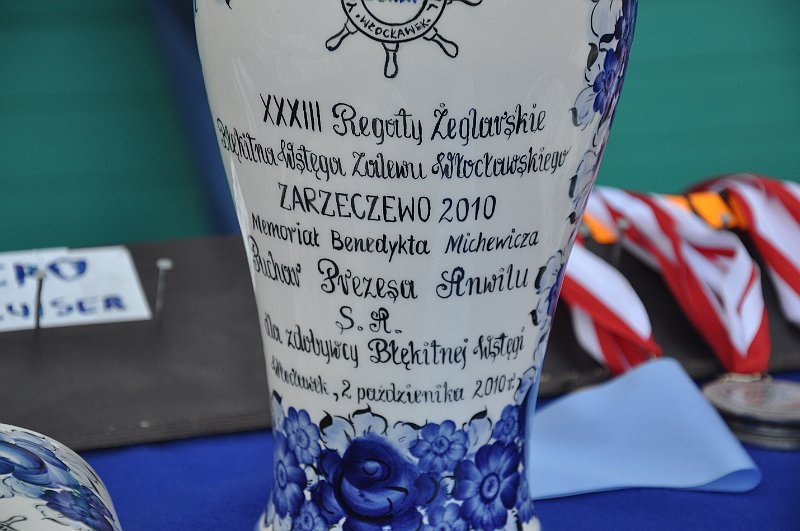 WŁOCŁAWEK
XXXIII Regaty Żeglarskie
Błękitna Wstęga Zalewu Włocławskiego
ZARZECZEWO 2010
Memoriał Benedykta Michewicza
Puchar Prezesa Anwilu
S.A.
dla zdobywcy Błękitnej Wstęgi
Włocławek, 2 października 2010 r.